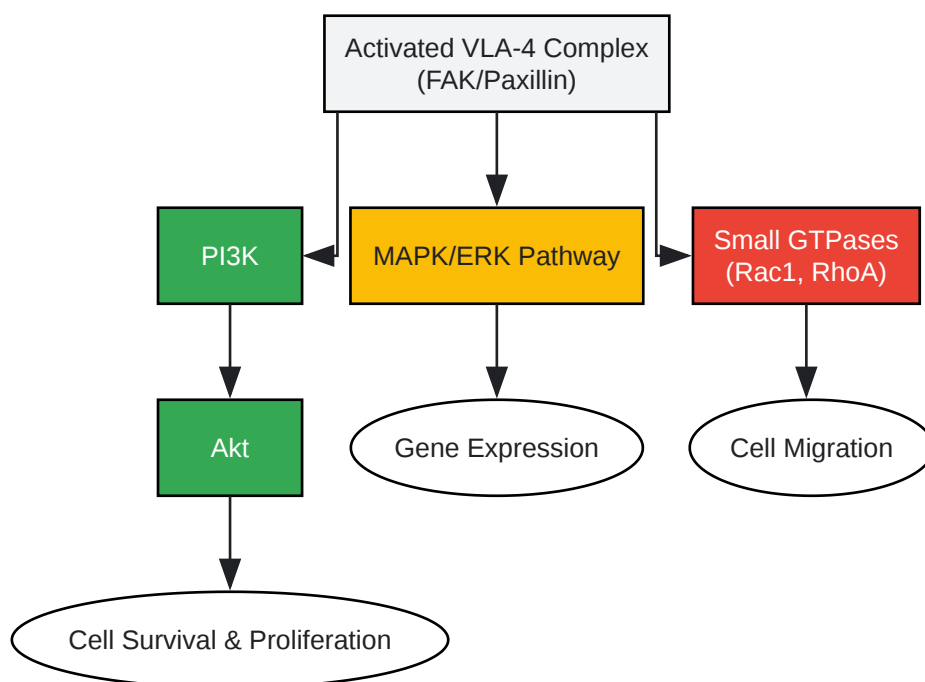 Activated VLA-4 Complex
(FAK/Paxillin)
PI3K
MAPK/ERK Pathway
Small GTPases
(Rac1, RhoA)
Akt
Gene Expression
Cell Migration
Cell Survival & Proliferation